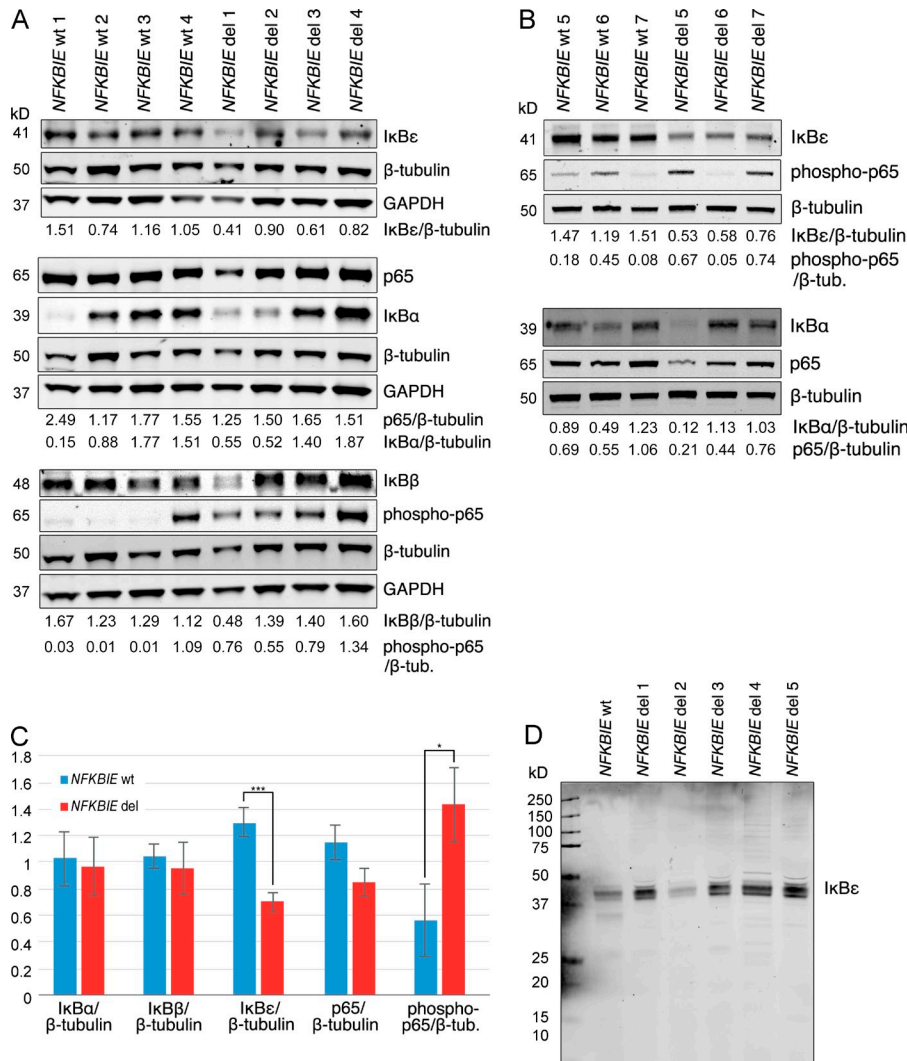 A
NFKBIE wt 1
NFKBIE wt 2
NFKBIE wt 3
NFKBIE wt 4
NFKBIE del 1
NFKBIE del 2
NFKBIE del 3
NFKBIE del 4
kD
41 IκBε
50 β-tubulin
37 GAPDH
1.51 0.74 1.16 1.05 0.41 0.90 0.61 0.82 IκBε/β-tubulin
65 p65
39 IκBα
50 β-tubulin
37 GAPDH
2.49 1.17 1.77 1.55 1.25 1.50 1.65 1.51 p65/β-tubulin
0.15 0.88 1.77 1.51 0.55 0.52 1.40 1.87 IκBα/β-tubulin
48 IκBβ
65 phospho-p65
50 β-tubulin
37 GAPDH
1.67 1.23 1.29 1.12 0.48 1.39 1.40 1.60 IκBβ/β-tubulin
0.03 0.01 0.01 1.09 0.76 0.55 0.79 1.34 phospho-p65
/β-tub.
B
NFKBIE wt 5
NFKBIE wt 6
NFKBIE wt 7
NFKBIE del 5
NFKBIE del 6
NFKBIE del 7
kD
41 IκBε
65 phospho-p65
50 β-tubulin
1.47 1.19 1.51 0.53 0.58 0.76 IκBε/β-tubulin
0.18 0.45 0.08 0.67 0.05 0.74 phospho-p65
/β-tub.
39 IκBα
65 p65
50 β-tubulin
0.89 0.49 1.23 0.12 1.13 1.03 IκBα/β-tubulin
0.69 0.55 1.06 0.21 0.44 0.76 p65/β-tubulin
C
1.8
1.6
1.4
1.2
1
0.8
0.6
0.4
0.2
0
NFKBIE wt
NFKBIE del
***
*
IκBα/
β-tubulin
IκBβ/
β-tubulin
IκBε/
β-tubulin
p65/
β-tubulin
phospho-
p65/β-tub.
D
NFKBIE wt
NFKBIE del 1
NFKBIE del 2
NFKBIE del 3
NFKBIE del 4
NFKBIE del 5
kD
250
150
100
75
50
37
25
20
15
10
IκBε